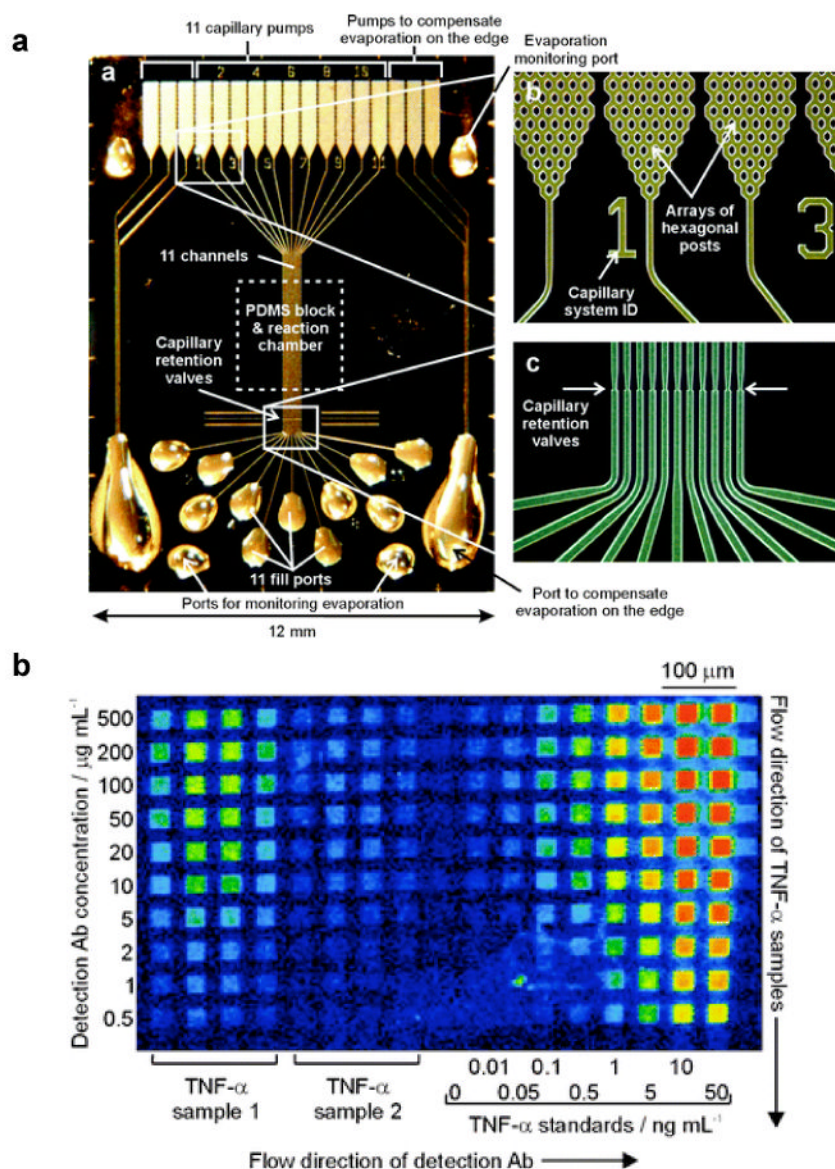 a
11 capillary pumps
Pumps to compensate
evaporation on the edge
Evaporation
monitoring port
a
2 4 6 8 10
1 3 5 7 9 11
11 channels
PDMS block
& reaction
chamber
Capillary
retention
valves
11 fill ports
Ports for monitoring evaporation
12 mm
Port to compensate
evaporation on the edge
b
Arrays of
hexagonal
posts
1
3
Capillary
system ID
c
Capillary
retention
valves
b
100 µm
Detection Ab concentration / µg mL⁻¹
500
200
100
50
20
10
5
2
1
0.5
Flow direction of TNF-α samples
TNF-α
sample 1
TNF-α
sample 2
0.01 0.1 1 10
0 0.05 0.5 5 50
TNF-α standards / ng mL⁻¹
Flow direction of detection Ab